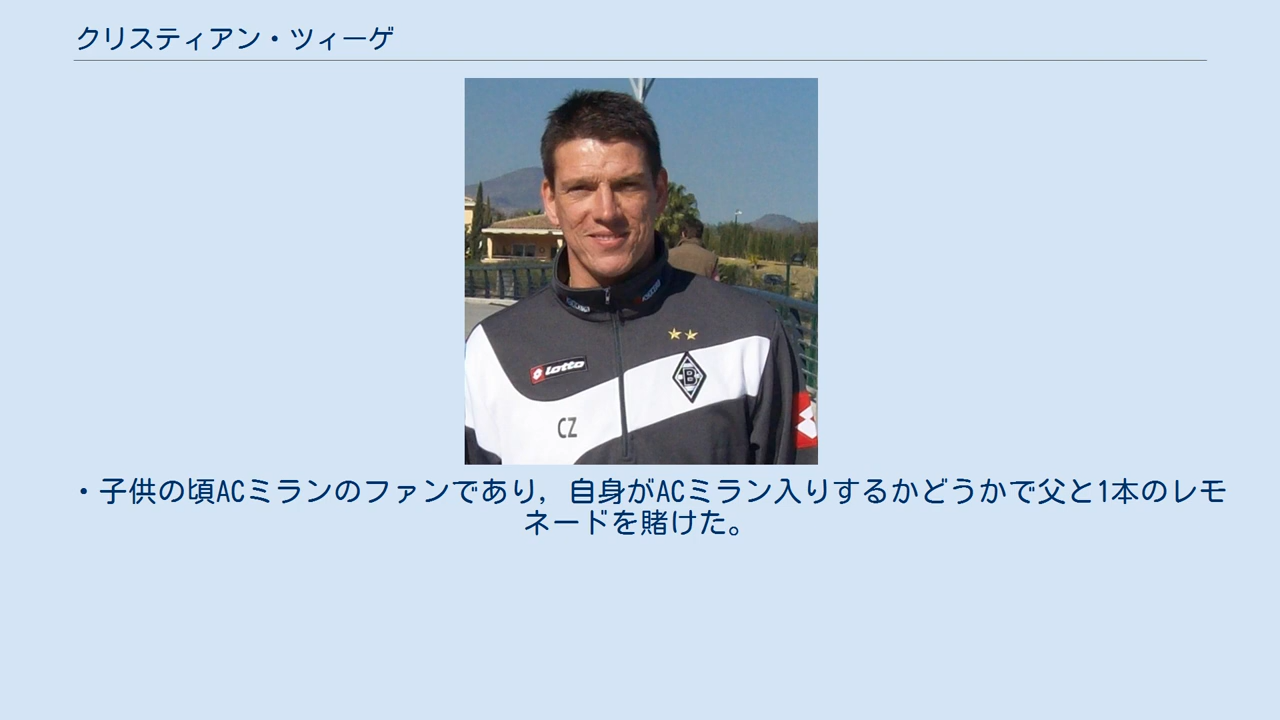 クリスティアン・ツィーゲ
lotto
B
CZ
・子供の頃ACミランのファンであり，自身がACミラン入りするかどうかで父と1本のレモ
ネードを賭けた。